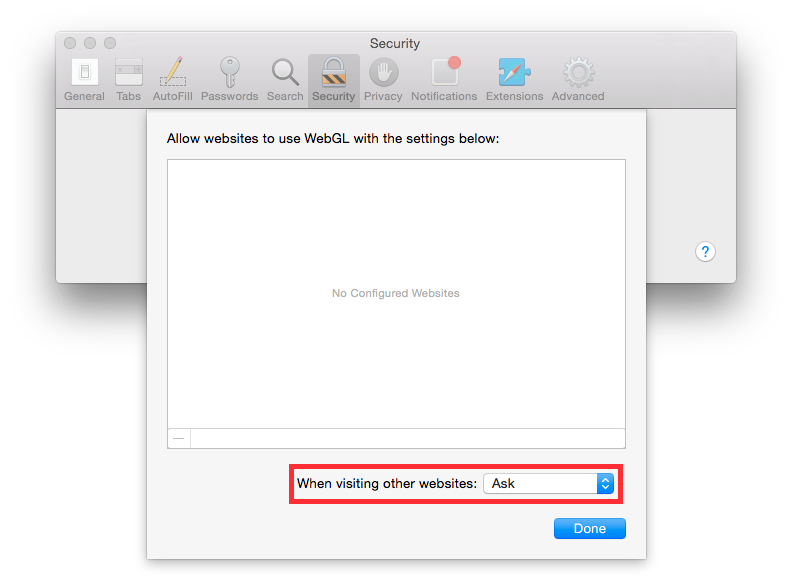 Security
General Tabs AutoFill Passwords Search Security Privacy Notifications Extensions Advanced
Allow websites to use WebGL with the settings below:
?
No Configured Websites
When visiting other websites: Ask
Done